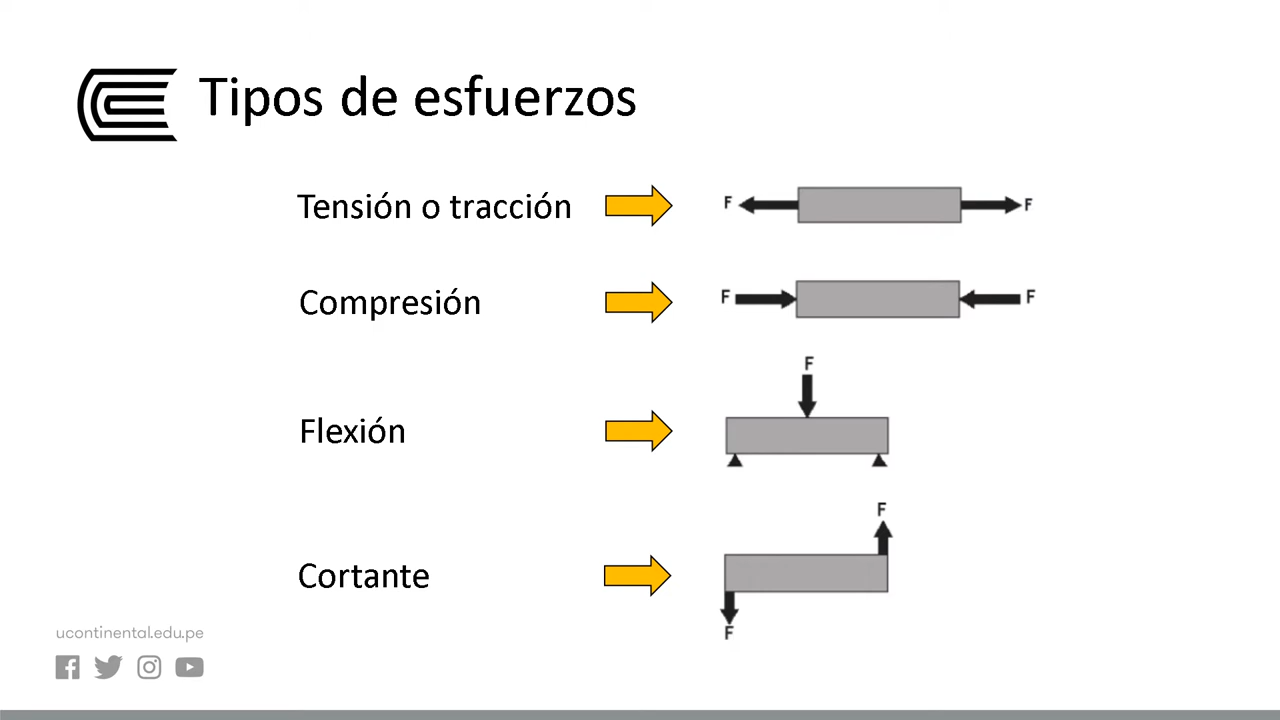 Tipos de esfuerzos
Tensión o tracción
F
F
Compresión
F
F
F
Flexión
F
Cortante
F
ucontinental.edu.pe